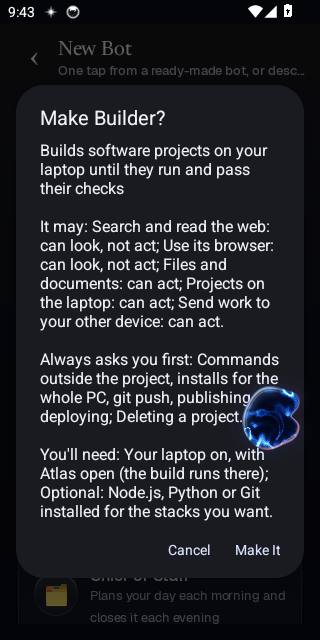 9:43
New Bot
One tap from a ready-made bot, or desc...
Make Builder?
Builds software projects on your
laptop until they run and pass
their checks
It may: Search and read the web:
can look, not act; Use its browser:
can look, not act; Files and
documents: can act; Projects on
the laptop: can act; Send work to
your other device: can act.
Always asks you first: Commands
outside the project, installs for the
whole PC, git push, publishing
deploying; Deleting a project.
You'll need: Your laptop on, with
Atlas open (the build runs there);
Optional: Node.js, Python or Git
installed for the stacks you want.
Cancel
Make It
Chief of Staff
Plans your day each morning and
closes it each evening